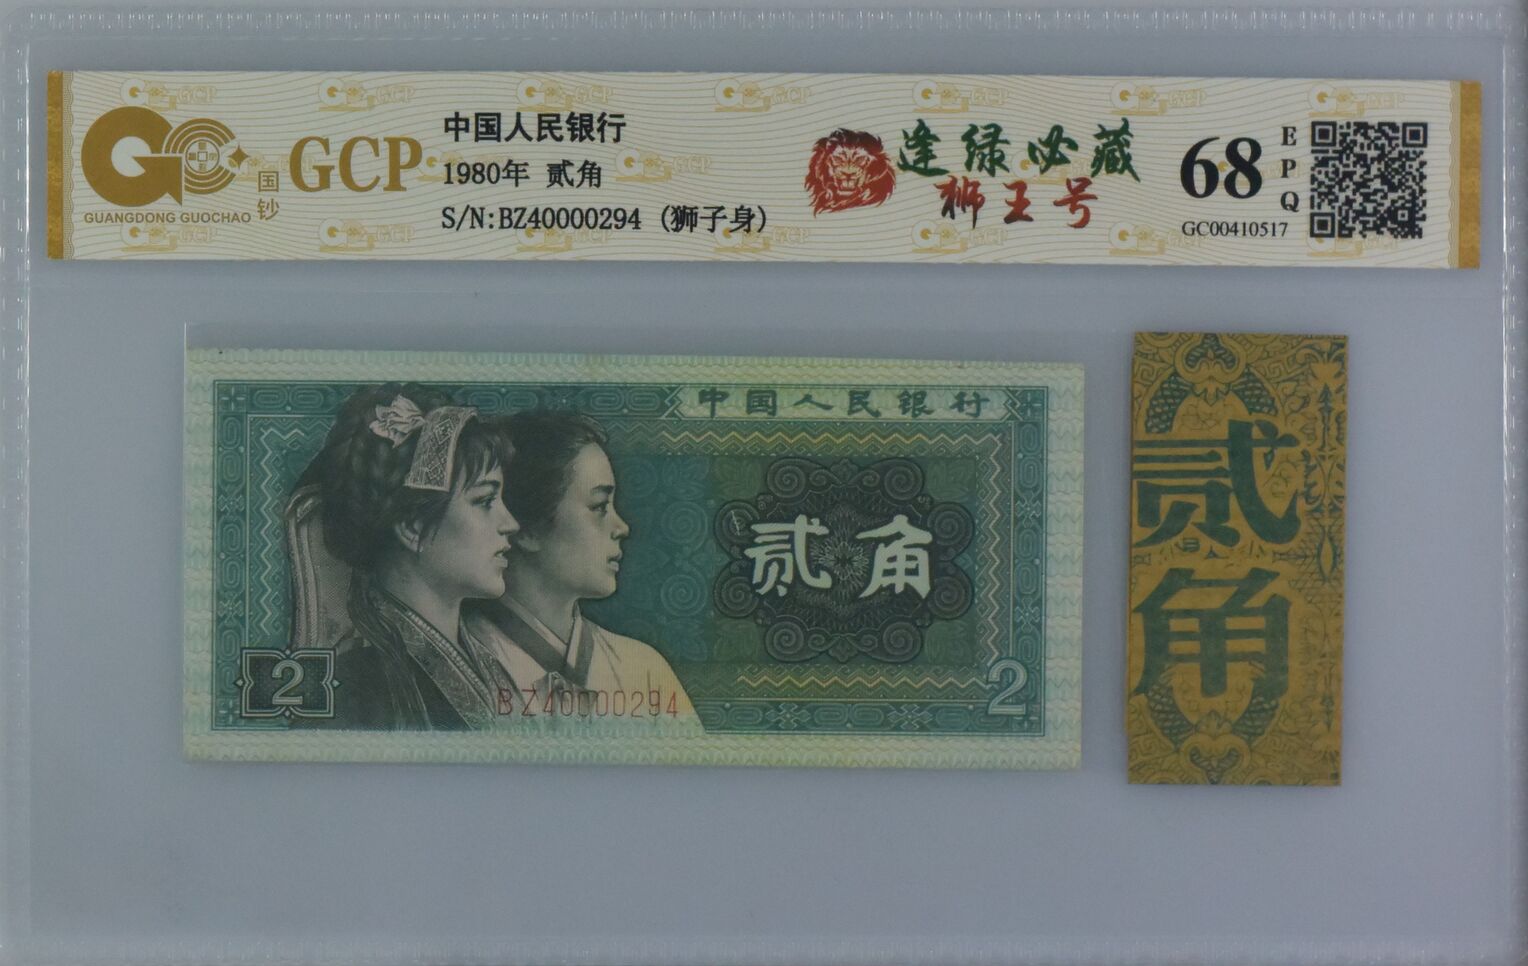 国钞
GUANGDONG GUOCHAO
GCP
中国人民银行
1980年 贰角
S/N:BZ40000294 (狮子身)
逢绿必藏
狮王号
68
EPQ
GC00410517
中国人民银行
贰角
2
BZ40000294
2
贰角